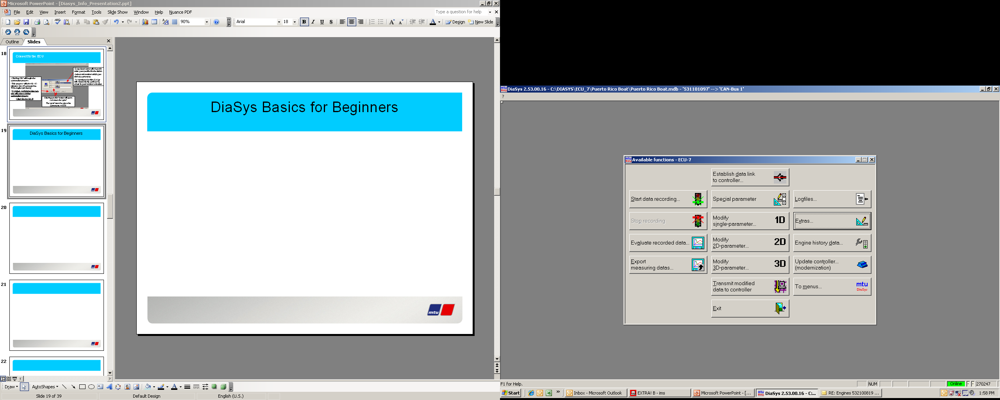 Microsoft PowerPoint - [Diasys_Info_Presentation2.ppt]
File Edit View Insert Format Tools Slide Show Window Help Nuance PDF
Type a question for help
90%
Arial
18
B I U S
Design
New Slide
Outline
Slides
18
Connect to the ECU
19
DiaSys Basics for Beginners
20
21
22
DiaSys Basics for Beginners
mtu
Draw
AutoShapes
Slide 19 of 39
Default Design
English (U.S.)
DiaSys 2.53.00.16 - C:\DIASYS\ECU_7\Puerto Rico Boat\Puerto Rico Boat.mdb - '531101097' --> 'CAN-Bus 1'
?
Available functions - ECU-7
Establish data link
to controller...
Start data recording...
Special parameter
Logfiles...
Stop recording
Modify
single-parameter...
1D
Extras...
Evaluate recorded data...
Modify
2D-parameter...
2D
Engine history data...
Export
measuring datas...
Modify
3D-parameter...
3D
Update controller...
(modernization)
Transmit modified
data to controller
To menus...
mtu
DiaSys
Exit
F1 for Help.
NUM
Online
- -
270247
Start
Inbox - Microsoft Outlook
EXTRA! B - ims
Microsoft PowerPoint - [...
DiaSys 2.53.00.16 - C:...
RE: Engines 532100819 ...
1:58 PM